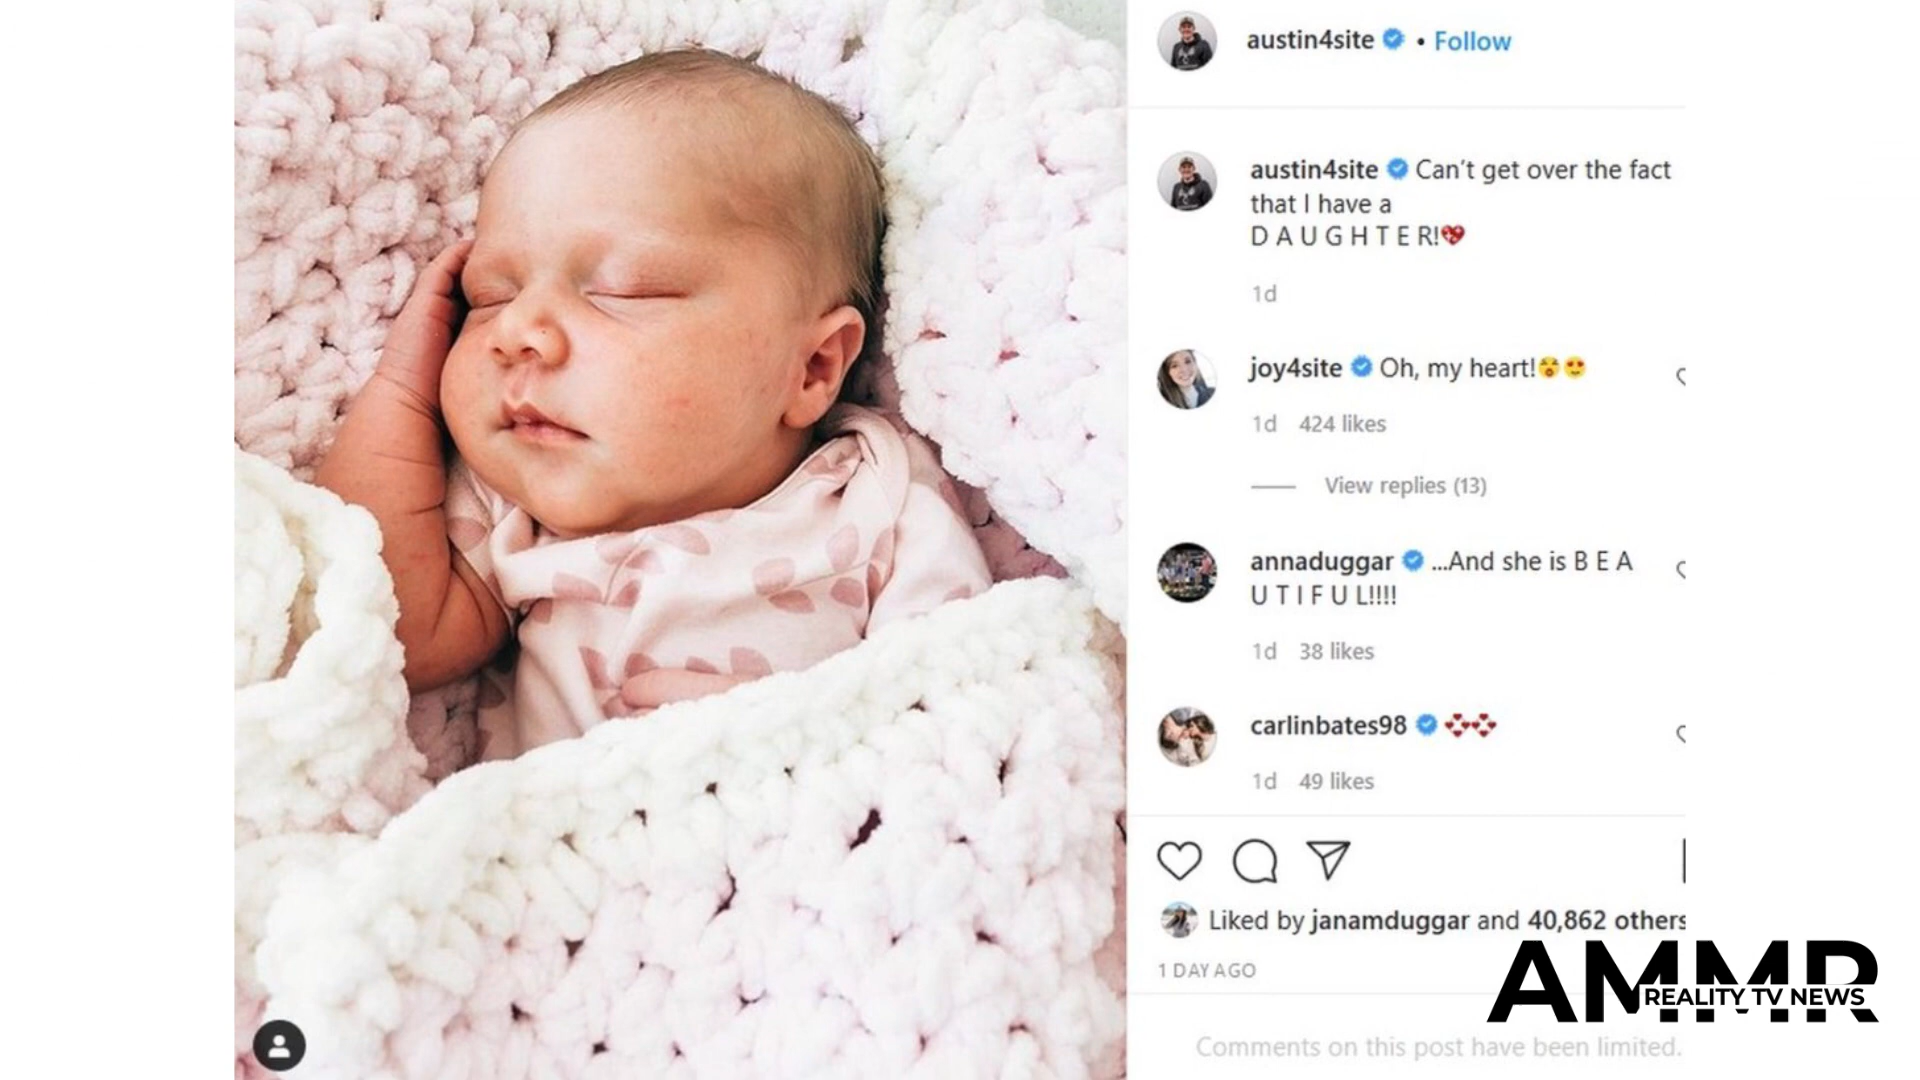 austin4site • Follow
austin4site Can't get over the fact
that I have a
D A U G H T E R!
1d
joy4site Oh, my heart!
1d 424 likes
View replies (13)
annaduggar ...And she is B E A
U T I F U L!!!!
1d 38 likes
carlinbates98
1d 49 likes
Liked by janamduggar and 40,862 others
1 DAY AGO
AMMR
REALITY TV NEWS
Comments on this post have been limited.